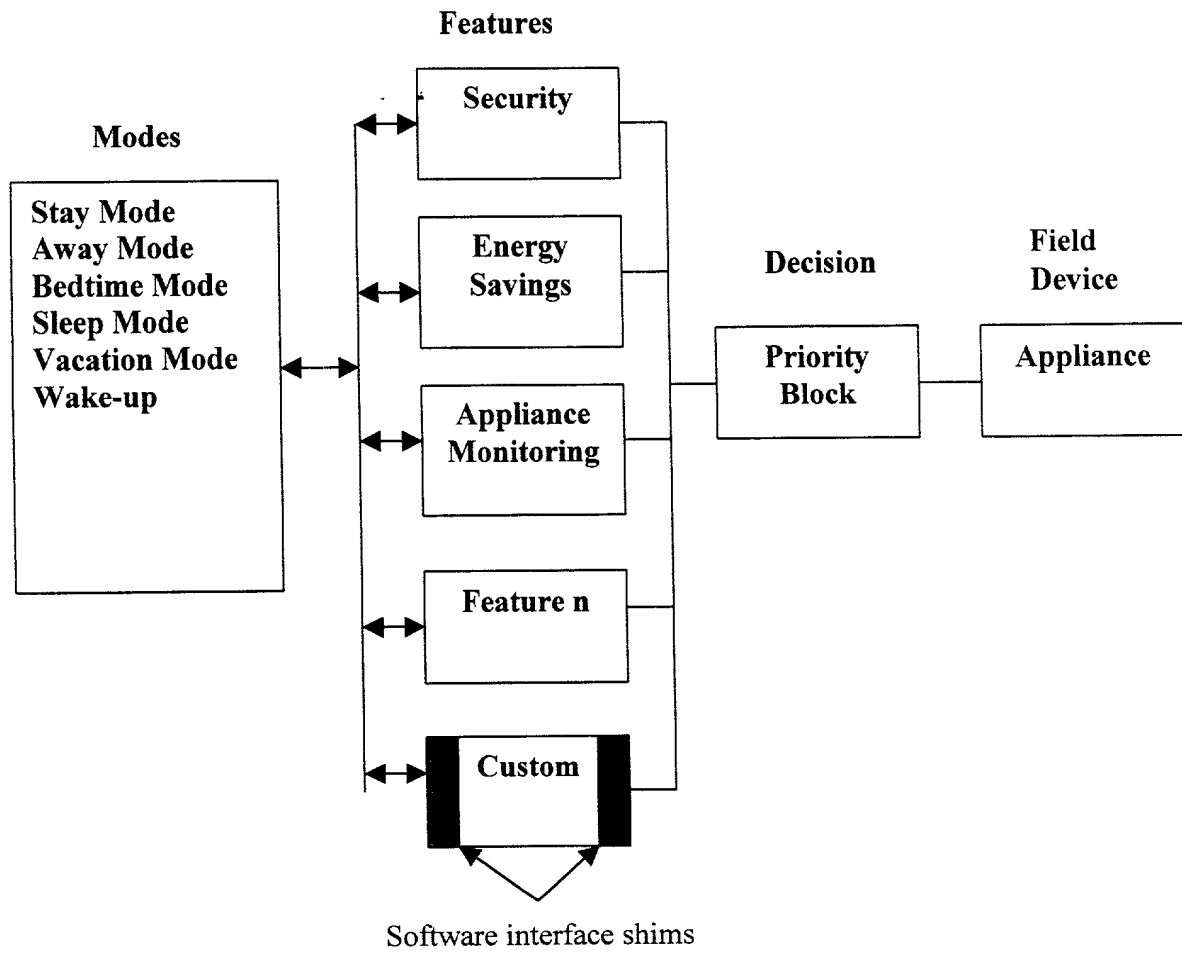 Features
Security
Modes
Stay Mode
Away Mode
Bedtime Mode
Sleep Mode
Vacation Mode
Wake-up
Energy
Savings
Appliance
Monitoring
Feature n
Custom
Software interface shims
Decision
Priority
Block
Field
Device
Appliance